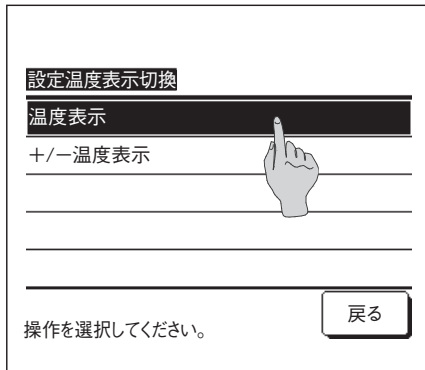 設定温度表示切換
温度表示
+/−温度表示
操作を選択してください。
戻る